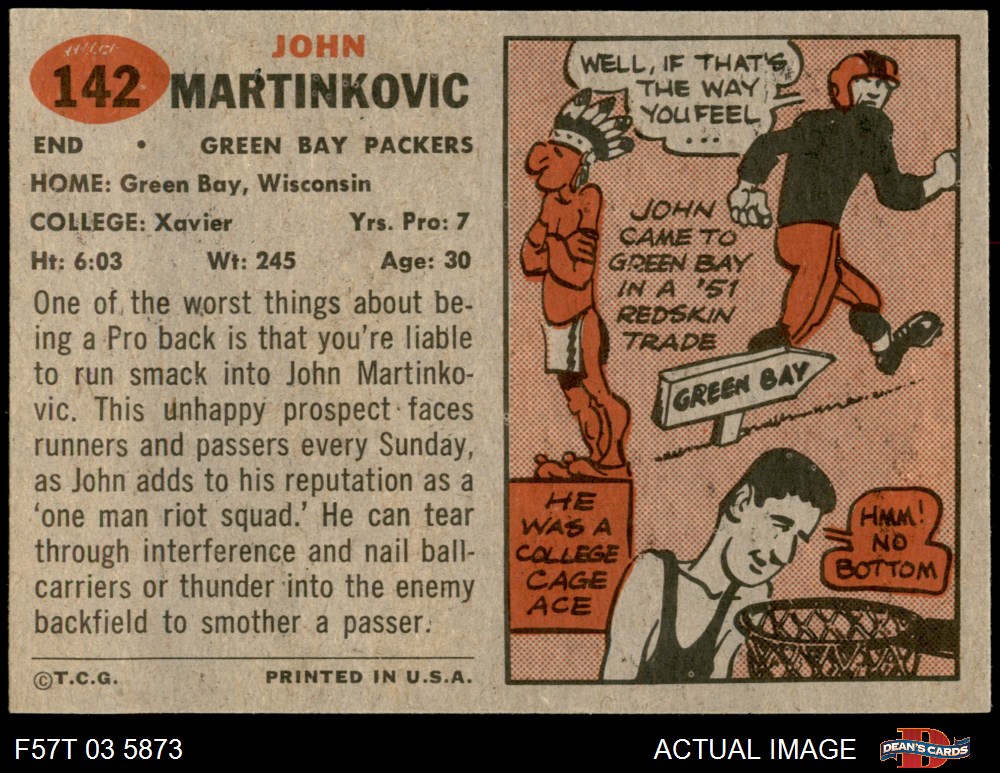 142
JOHN
MARTINKOVIC
END • GREEN BAY PACKERS
HOME: Green Bay, Wisconsin
COLLEGE: Xavier Yrs. Pro: 7
Ht: 6:03 Wt: 245 Age: 30
One of the worst things about be-
ing a Pro back is that you're liable
to run smack into John Martinko-
vic. This unhappy prospect faces
runners and passers every Sunday,
as John adds to his reputation as a
'one man riot squad.' He can tear
through interference and nail ball-
carriers or thunder into the enemy
backfield to smother a passer.
©T.C.G. PRINTED IN U.S.A.
WELL, IF THAT'S
THE WAY
YOU FEEL
...
JOHN
CAME TO
GREEN BAY
IN A '51
REDSKIN
TRADE
GREEN BAY
HE
WAS A
COLLEGE
CAGE
ACE
HMM!
NO
BOTTOM
F57T 03 5873
ACTUAL IMAGE
DEAN'S CARDS